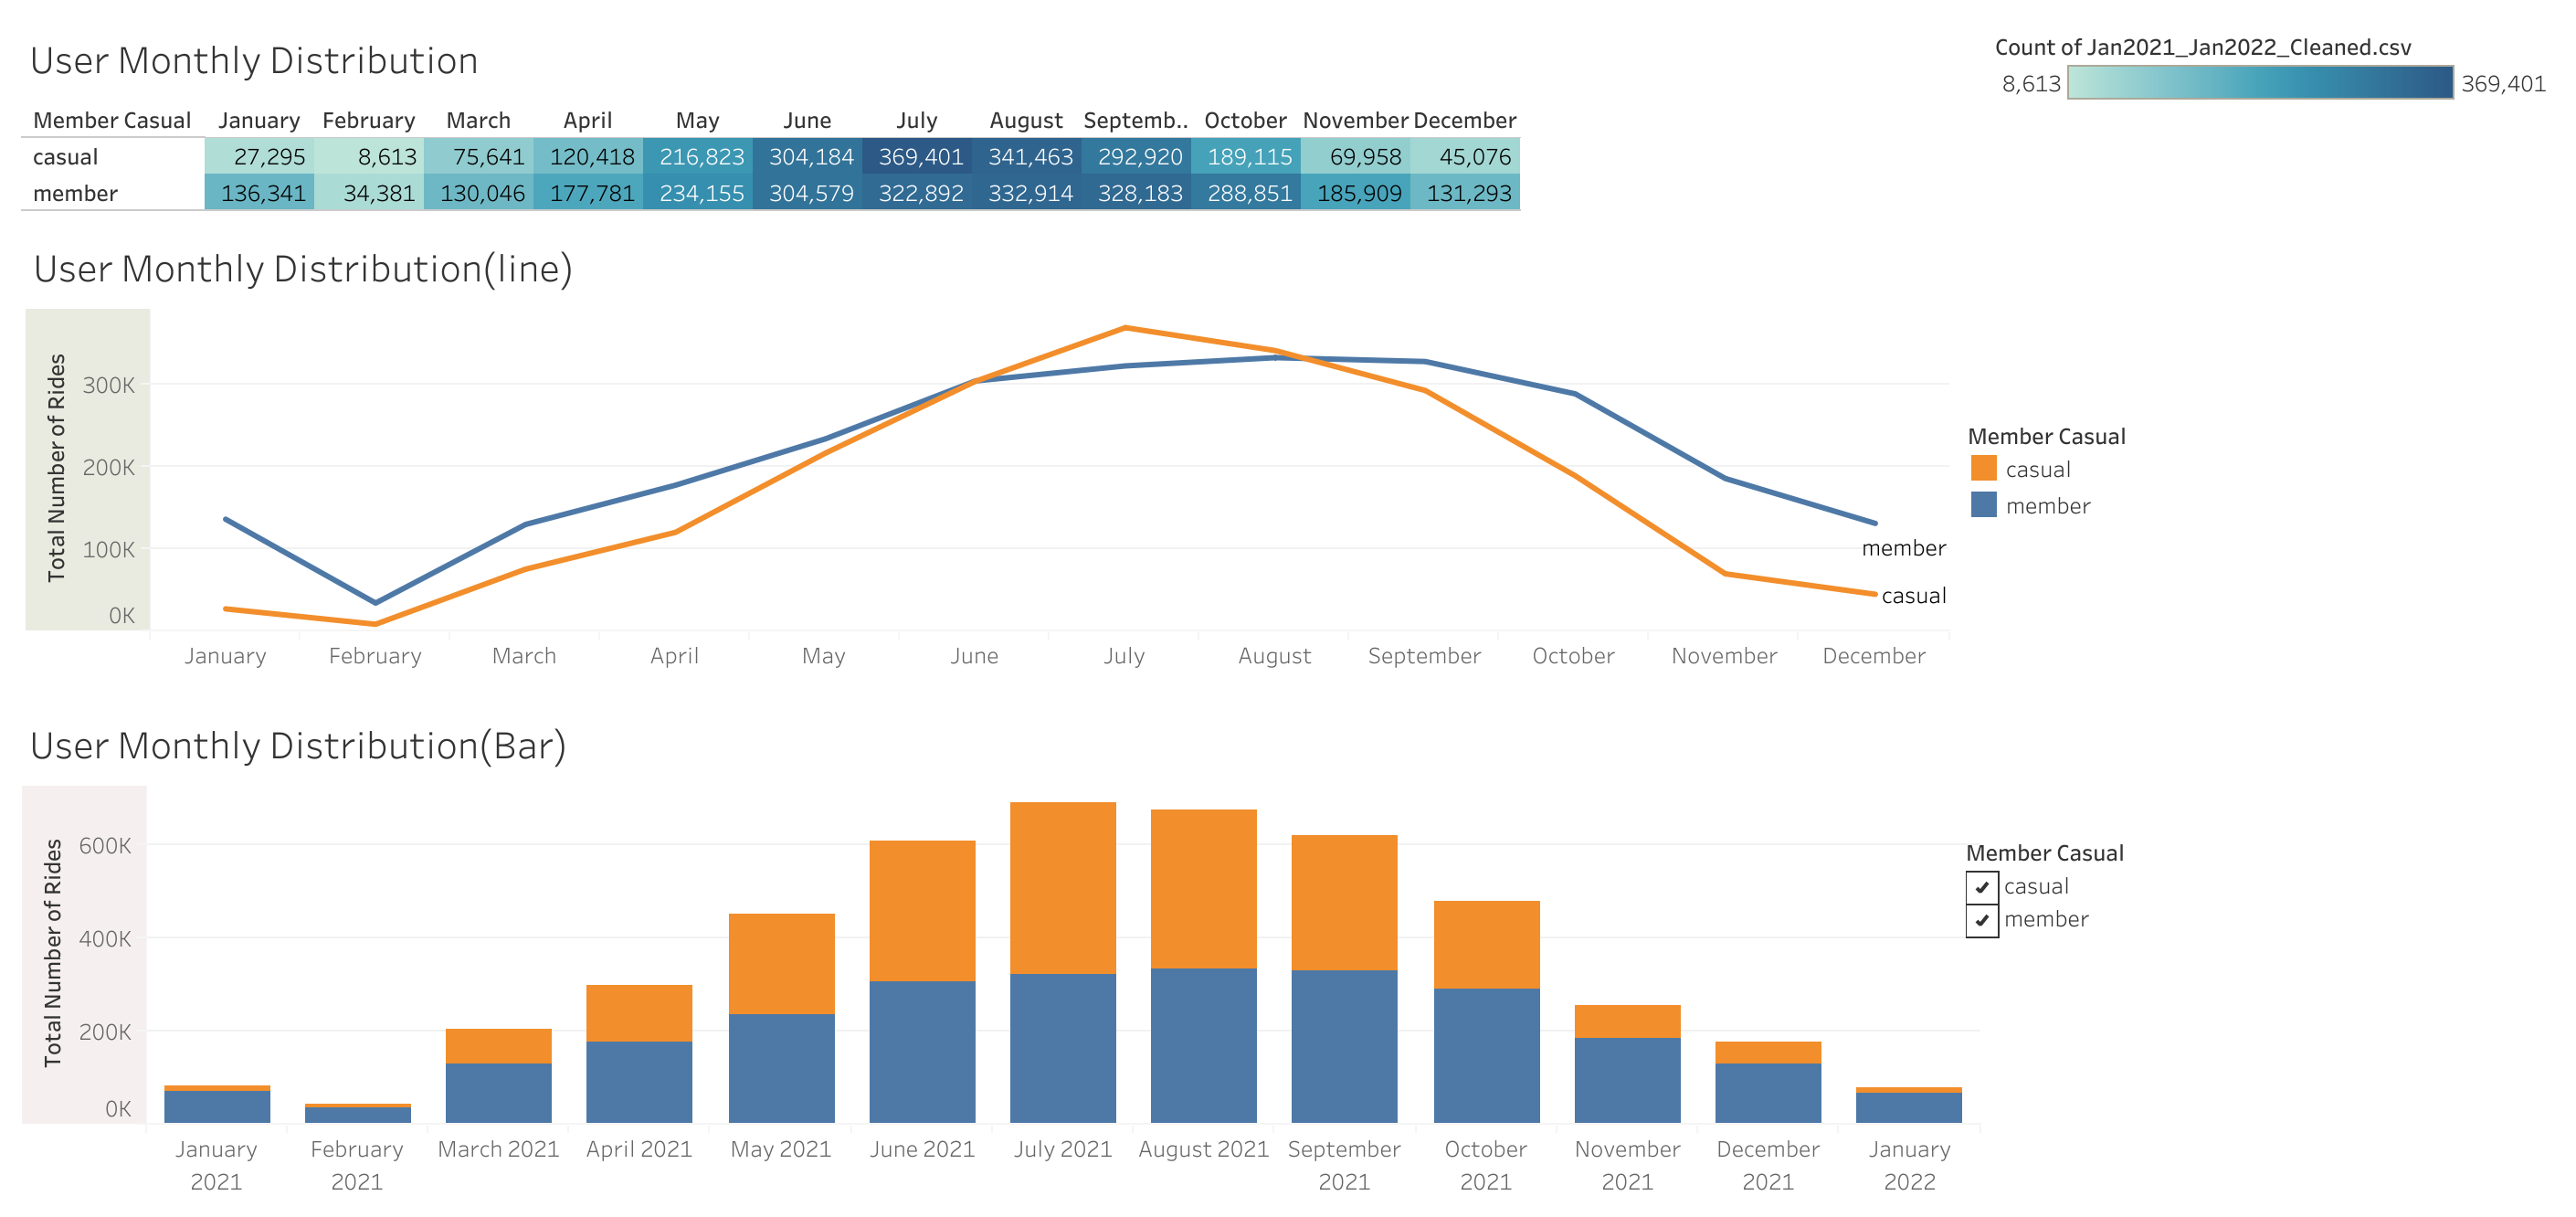 User Monthly Distribution
Count of Jan2021_Jan2022_Cleaned.csv
8,613 369,401
Member Casual January February March April May June July August Septemb.. October November December
casual 27,295 8,613 75,641 120,418 216,823 304,184 369,401 341,463 292,920 189,115 69,958 45,076
member 136,341 34,381 130,046 177,781 234,155 304,579 322,892 332,914 328,183 288,851 185,909 131,293
User Monthly Distribution(line)
Total Number of Rides
300K
200K
100K
0K
member
casual
January February March April May June July August September October November December
Member Casual
casual
member
User Monthly Distribution(Bar)
Total Number of Rides
600K
400K
200K
0K
January 2021 February 2021 March 2021 April 2021 May 2021 June 2021 July 2021 August 2021 September 2021 October 2021 November 2021 December 2021 January 2022
Member Casual
casual
member